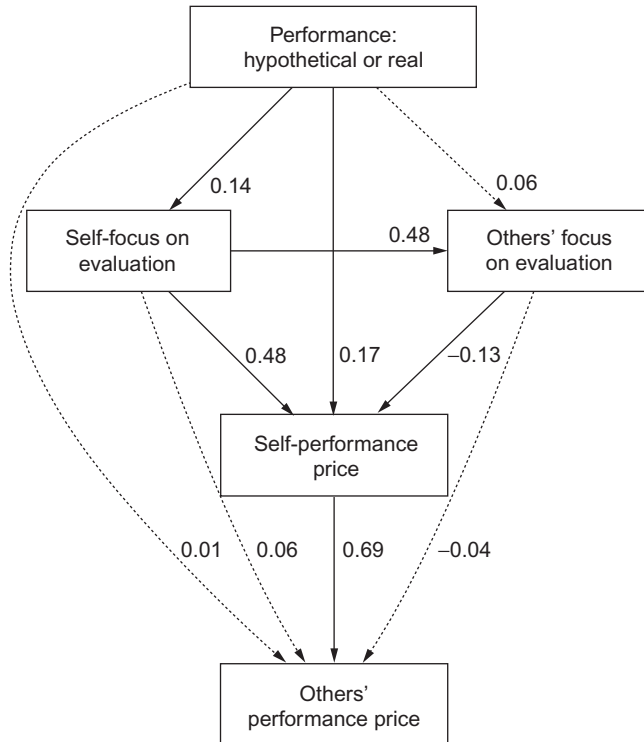 Performance:
hypothetical or real
0.14
0.06
Self-focus on
evaluation
0.48
Others’ focus
on evaluation
0.48
0.17
–0.13
Self-performance
price
0.01
0.06
0.69
–0.04
Others’
performance price